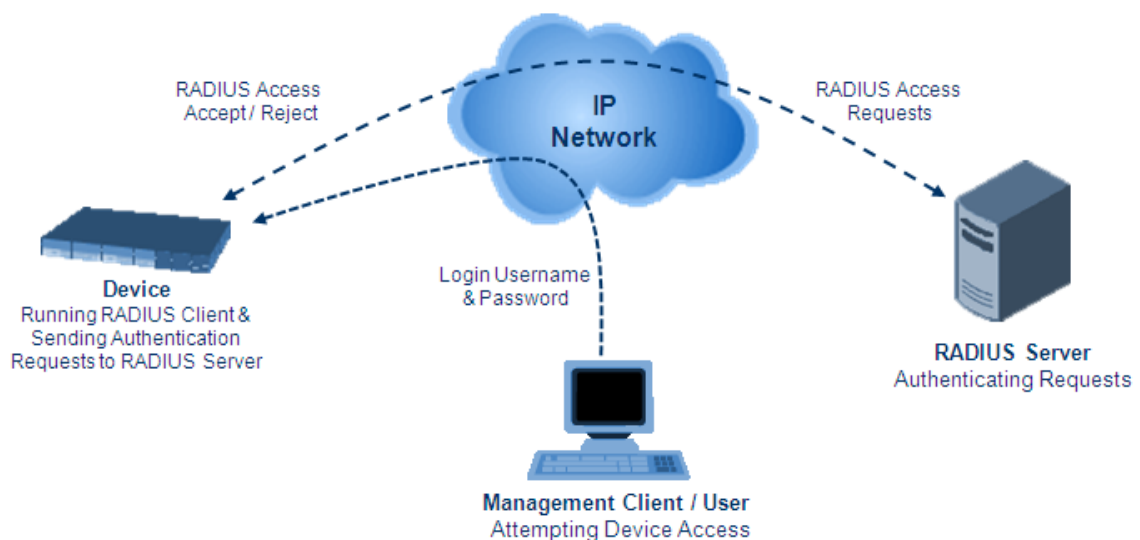 RADIUS Access
Accept / Reject
IP
Network
RADIUS Access
Requests
Login Username
& Password
Device
Running RADIUS Client &
Sending Authentication
Requests to RADIUS Server
RADIUS Server
Authenticating Requests
Management Client / User
Attempting Device Access